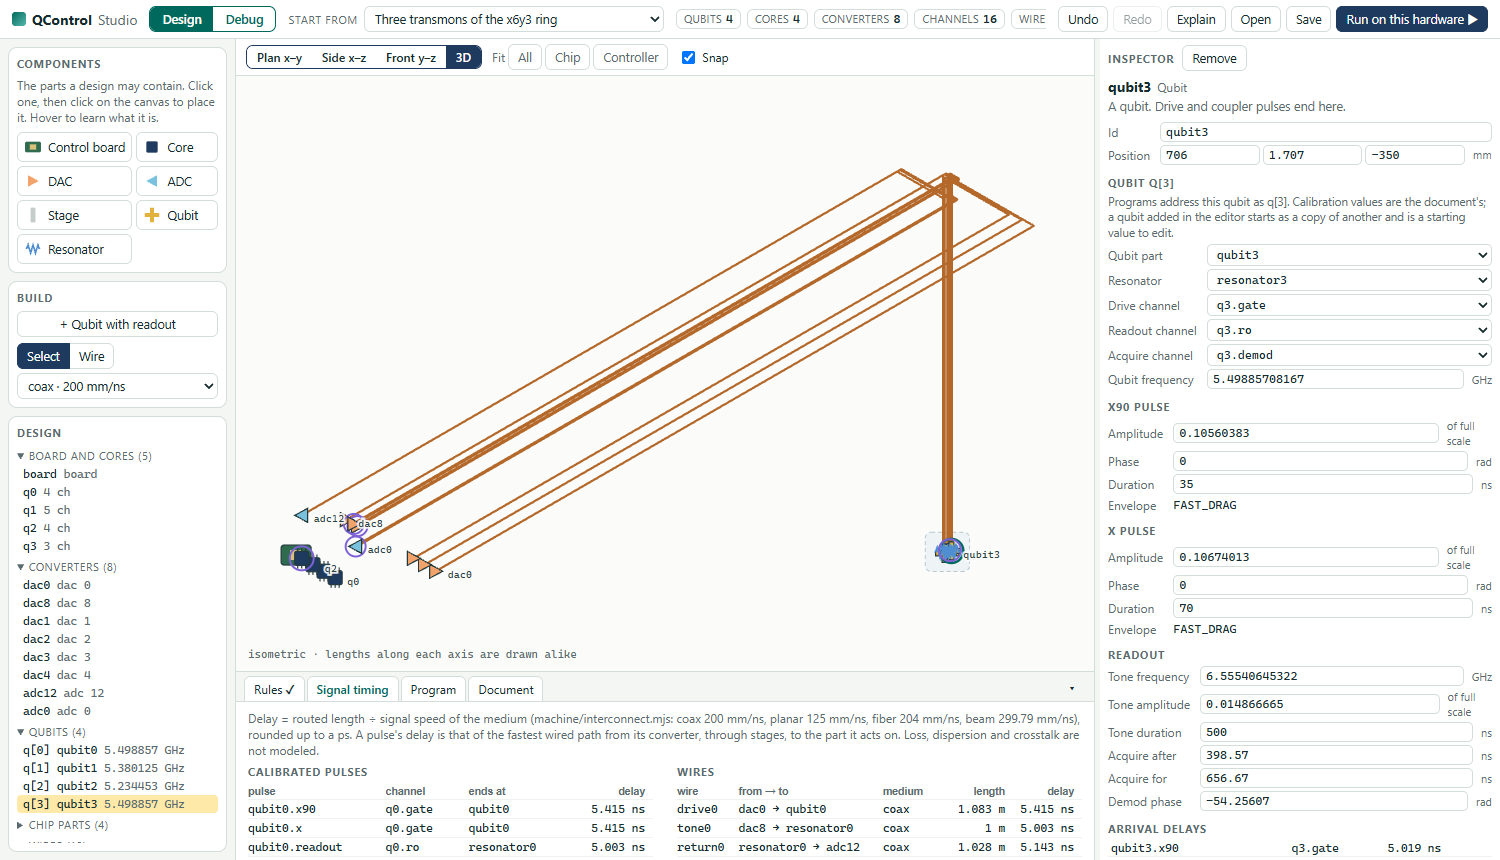 QControl Studio
Design Debug
START FROM Three transmons of the x6y3 ring
QUBITS 4 CORES 4 CONVERTERS 8 CHANNELS 16 WIRE
Undo Redo Explain Open Save Run on this hardware ▶
COMPONENTS
The parts a design may contain. Click
one, then click on the canvas to place
it. Hover to learn what it is.
Control board Core
DAC ADC
Stage Qubit
Resonator
BUILD
+ Qubit with readout
Select Wire
coax · 200 mm/ns
DESIGN
▼ BOARD AND CORES (5)
board board
q0 4 ch
q1 5 ch
q2 4 ch
q3 3 ch
▼ CONVERTERS (8)
dac0 dac 0
dac8 dac 8
dac1 dac 1
dac2 dac 2
dac3 dac 3
dac4 dac 4
adc12 adc 12
adc0 adc 0
▼ QUBITS (4)
q[0] qubit0 5.498857 GHz
q[1] qubit1 5.380125 GHz
q[2] qubit2 5.234453 GHz
q[3] qubit3 5.498857 GHz
▶ CHIP PARTS (4)
Plan x–y Side x–z Front y–z 3D Fit All Chip Controller Snap
adc12
dac8
adc0
q2
q0
dac0
qubit3
isometric · lengths along each axis are drawn alike
Rules ✓ Signal timing Program Document
Delay = routed length ÷ signal speed of the medium (machine/interconnect.mjs: coax 200 mm/ns, planar 125 mm/ns, fiber 204 mm/ns, beam 299.79 mm/ns),
rounded up to a ps. A pulse's delay is that of the fastest wired path from its converter, through stages, to the part it acts on. Loss, dispersion and crosstalk are
not modeled.
CALIBRATED PULSES
pulse channel ends at delay
qubit0.x90 q0.gate qubit0 5.415 ns
qubit0.x q0.gate qubit0 5.415 ns
qubit0.readout q0.ro resonator0 5.003 ns
WIRES
wire from → to medium length delay
drive0 dac0 → qubit0 coax 1.083 m 5.415 ns
tone0 dac8 → resonator0 coax 1 m 5.003 ns
return0 resonator0 → adc12 coax 1.028 m 5.143 ns
INSPECTOR Remove
qubit3 Qubit
A qubit. Drive and coupler pulses end here.
Id qubit3
Position 706 1.707 −350 mm
QUBIT Q[3]
Programs address this qubit as q[3]. Calibration values are the document's;
a qubit added in the editor starts as a copy of another and is a starting
value to edit.
Qubit part qubit3
Resonator resonator3
Drive channel q3.gate
Readout channel q3.ro
Acquire channel q3.demod
Qubit frequency 5.49885708167 GHz
X90 PULSE
Amplitude 0.10560383 of full scale
Phase 0 rad
Duration 35 ns
Envelope FAST_DRAG
X PULSE
Amplitude 0.10674013 of full scale
Phase 0 rad
Duration 70 ns
Envelope FAST_DRAG
READOUT
Tone frequency 6.55540645322 GHz
Tone amplitude 0.014866665 of full scale
Tone duration 500 ns
Acquire after 398.57 ns
Acquire for 656.67 ns
Demod phase −54.25607 rad
ARRIVAL DELAYS
qubit3.x90 q3.gate 5.019 ns